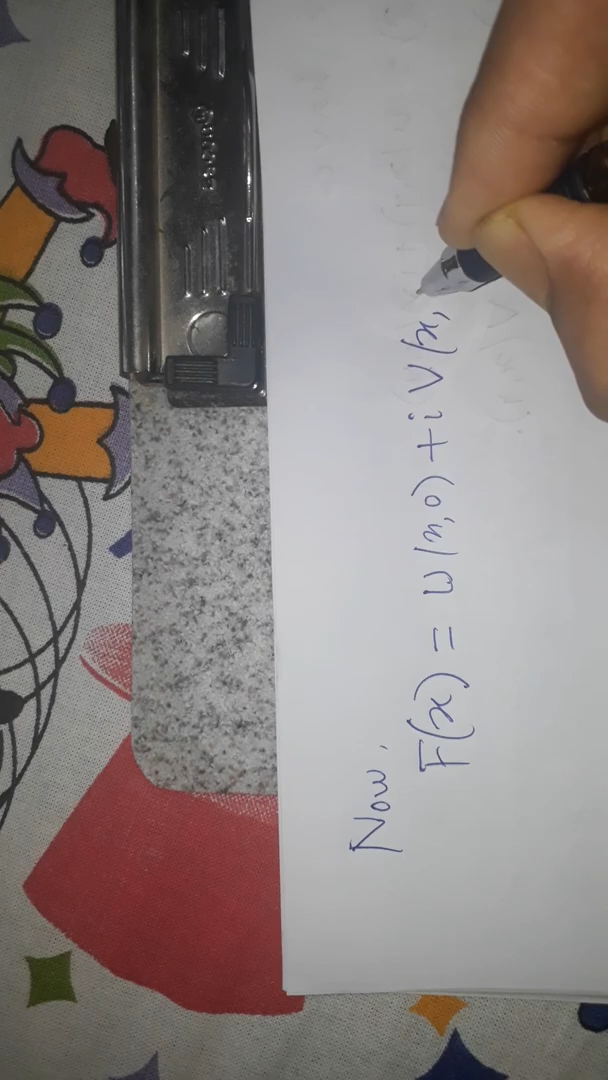 Now,
F(x) = U(x,0) + i V(x,